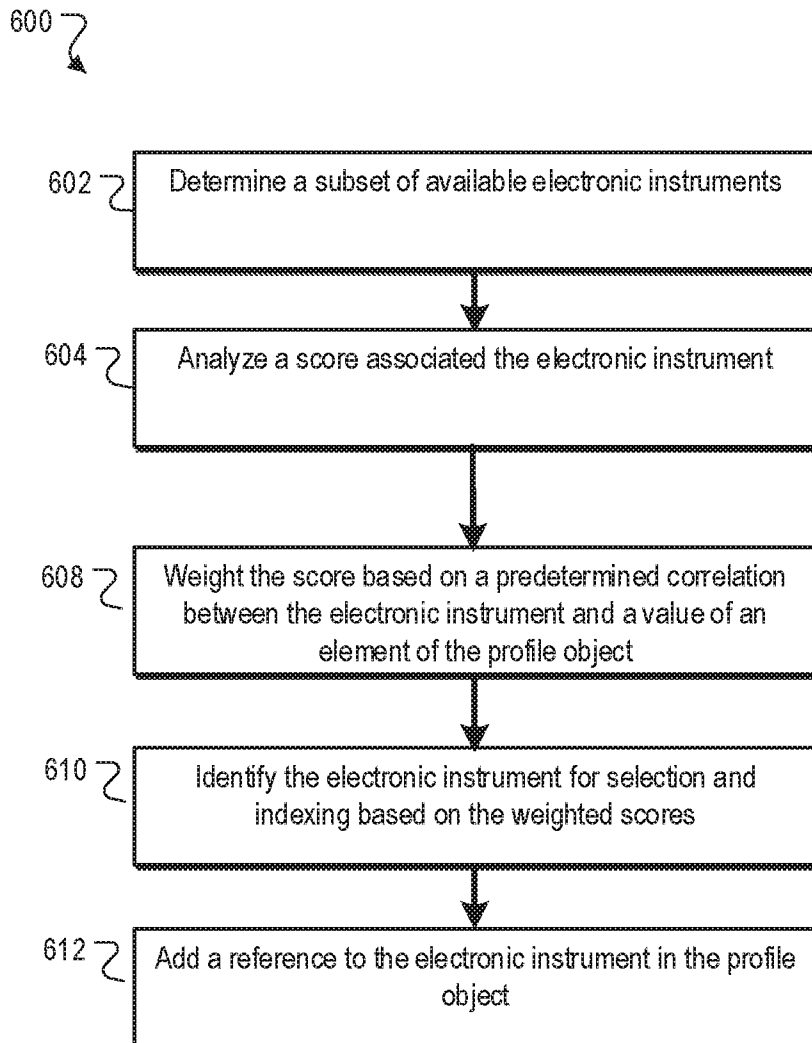 600
602
Determine a subset of available electronic instruments
604
Analyze a score associated the electronic instrument
608
Weight the score based on a predetermined correlation
between the electronic instrument and a value of an
element of the profile object
610
Identify the electronic instrument for selection and
indexing based on the weighted scores
612
Add a reference to the electronic instrument in the profile
object